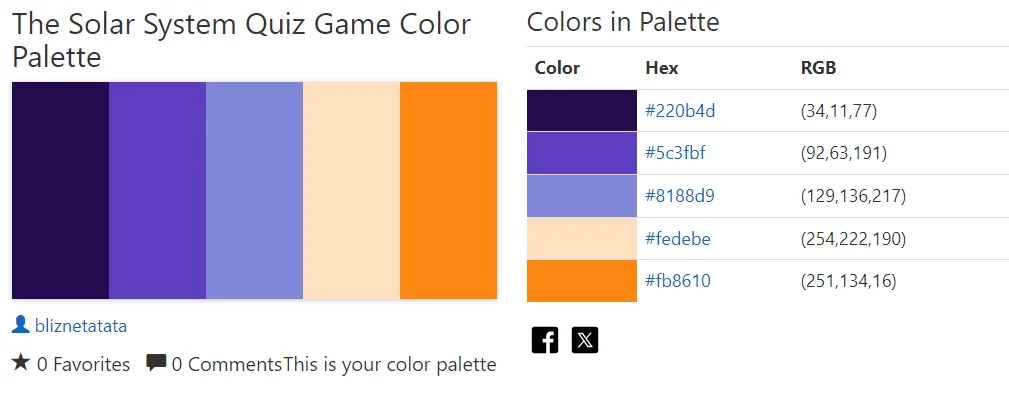 The Solar System Quiz Game Color
Palette
bliznetatata
0 Favorites 0 CommentsThis is your color palette
Colors in Palette
Color Hex RGB
#220b4d (34,11,77)
#5c3fbf (92,63,191)
#8188d9 (129,136,217)
#fedebe (254,222,190)
#fb8610 (251,134,16)